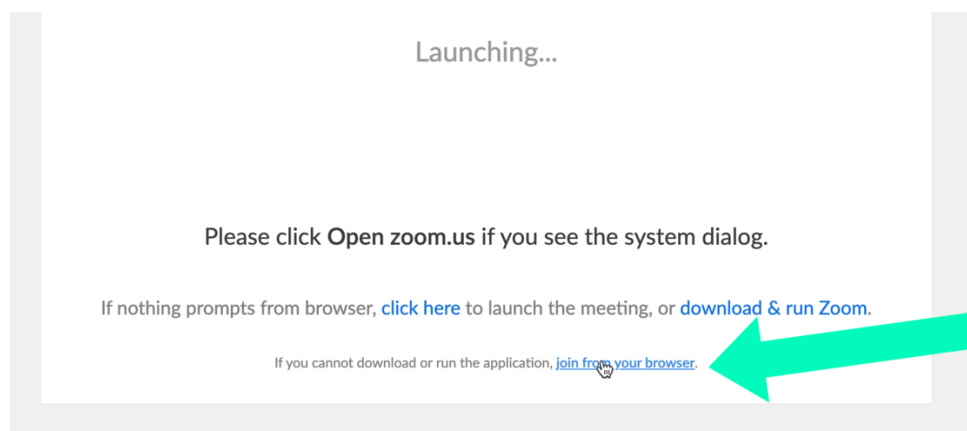 Launching...
Please click Open zoom.us if you see the system dialog.
If nothing prompts from browser, click here to launch the meeting, or download & run Zoom.
If you cannot download or run the application, join from your browser.